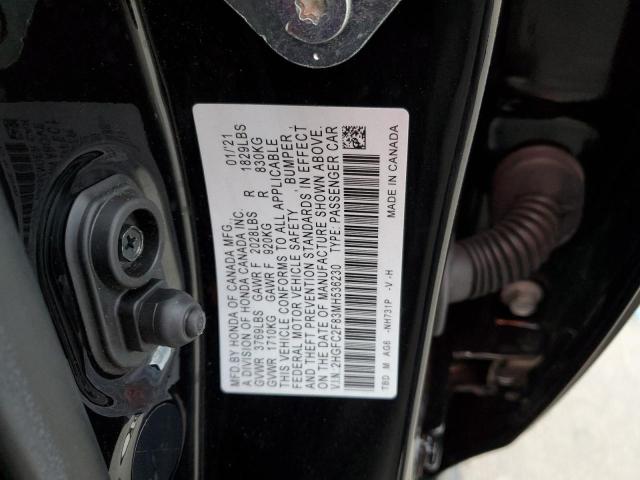 MFD.BY HONDA OF CANADA MFG. 01/21
A DIVISION OF HONDA CANADA INC.
GVWR 3769LBS GAWR F 2028LBS R 1829LBS
GVWR 1710KG GAWR F 920KG R 830KG
THIS VEHICLE CONFORMS TO ALL APPLICABLE
FEDERAL MOTOR VEHICLE SAFETY , BUMPER ,
AND THEFT PREVENTION STANDARDS IN EFFECT
ON THE DATE OF MANUFACTURE SHOWN ABOVE.
V.I.N. 2HGFC2F83MH536230 TYPE: PASSENGER CAR
TBD M AG6 -NH731P -V-H MADE IN CANADA